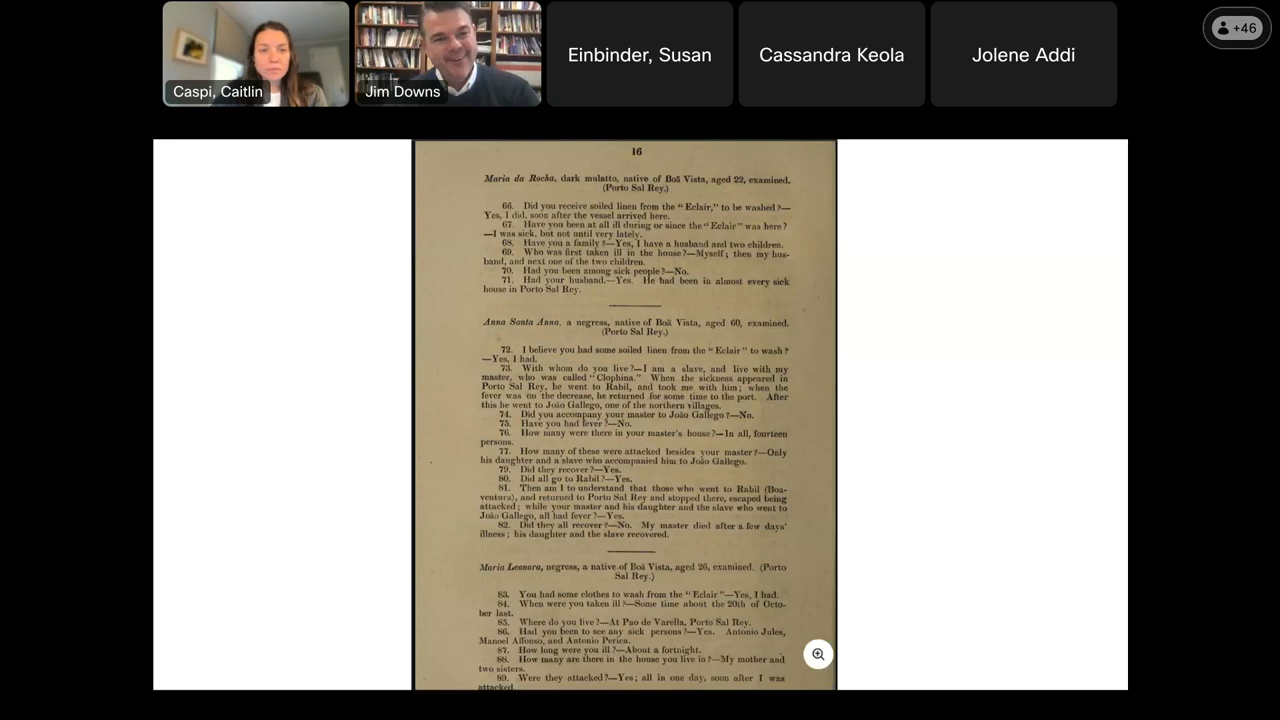 Caspi, Caitlin
Jim Downs
Einbinder, Susan
Cassandra Keola
Jolene Addi
+46
16
Maria da Rocha, dark mulatto, native of Boã Vista, aged 22, examined.
(Porto Sal Rey.)
66. Did you receive soiled linen from the “Eclair,” to be washed?—
Yes, I did, soon after the vessel arrived here.
67. Have you been at all ill during or since the “Eclair” was here?
—I was sick, but not until very lately.
68. Have you a family?—Yes, I have a husband and two children.
69. Who was first taken ill in the house?—Myself; then my hus-
band, and next one of the two children.
70. Had you been among sick people?—No.
71. Had your husband.—Yes. He had been in almost every sick
house in Porto Sal Rey.
Anna Santa Anna, a negress, native of Boã Vista, aged 60, examined.
(Porto Sal Rey.)
72. I believe you had some soiled linen from the “Eclair” to wash?
—Yes, I had.
73. With whom do you live?—I am a slave, and live with my
master, who was called “Clophina.” When the sickness appeared in
Porto Sal Rey, he went to Rabil, and took me with him; when the
fever was on the decrease, he returned for some time to the port. After
this he went to João Gallego, one of the northern villages.
74. Did you accompany your master to João Gallego?—No.
75. Have you had fever?—No.
76. How many were there in your master's house?—In all, fourteen
persons.
77. How many of these were attacked besides your master?—Only
his daughter and a slave who accompanied him to João Gallego.
79. Did they recover?—Yes.
80. Did all go to Rabil?—Yes.
81. Then am I to understand that those who went to Rabil (Boa-
ventura), and returned to Porto Sal Rey and stopped there, escaped being
attacked; while your master and his daughter and the slave who went to
João Gallego, all had fever?—Yes.
82. Did they all recover?—No. My master died after a few days'
illness; his daughter and the slave recovered.
Maria Leonora, negress, a native of Boã Vista, aged 26, examined. (Porto
Sal Rey.)
83. You had some clothes to wash from the “Eclair”—Yes, I had.
84. When were you taken ill?—Some time about the 20th of Octo-
ber last.
85. Where do you live?—At Pao de Varella, Porto Sal Rey.
86. Had you been to see any sick persons?—Yes. Antonio Jules,
Manoel Affonso, and Antonio Perica.
87. How long were you ill?—About a fortnight.
88. How many are there in the house you live in?—My mother and
two sisters.
89. Were they attacked?—Yes; all in one day, soon after I was
attacked.